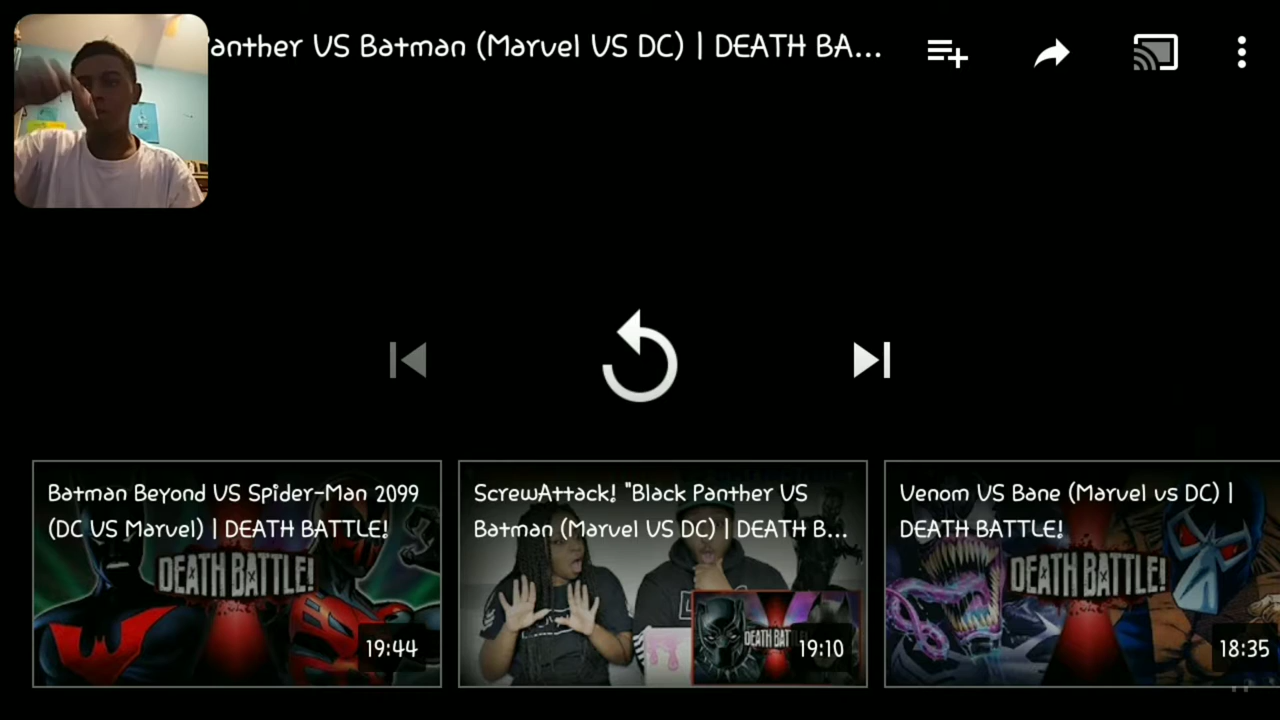 anther VS Batman (Marvel VS DC) | DEATH BA...
Batman Beyond VS Spider-Man 2099
(DC VS Marvel) | DEATH BATTLE!
DEATH BATTLE!
19:44
ScrewAttack! "Black Panther VS
Batman (Marvel VS DC) | DEATH B...
DEATH BAT
19:10
Venom VS Bane (Marvel vs DC) |
DEATH BATTLE!
DEATH BATTLE!
18:35